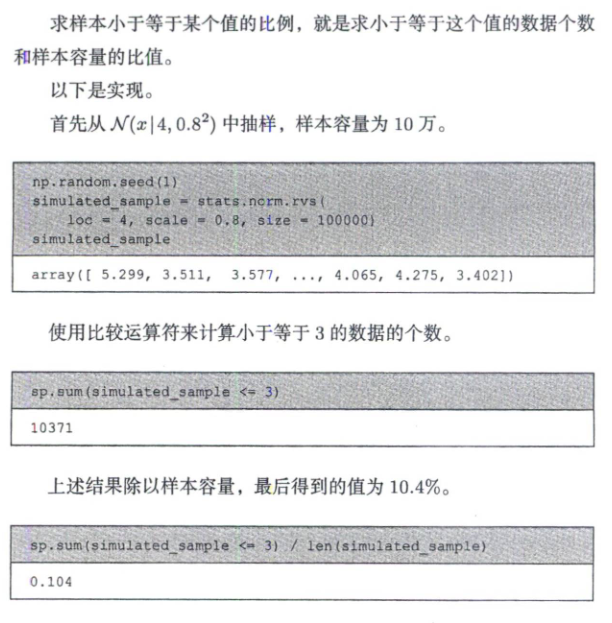 求样本小于等于某个值的比例，就是求小于等于这个值的数据个数
和样本容量的比值。
以下是实现。
首先从 𝒩(x|4, 0.8²) 中抽样，样本容量为 10 万。
np.random.seed(1)
simulated_sample = stats.norm.rvs(
loc = 4, scale = 0.8, size = 100000)
simulated_sample
array([ 5.299, 3.511,  3.577, ..., 4.065, 4.275, 3.402])
使用比较运算符来计算小于等于 3 的数据的个数。
sp.sum(simulated_sample <= 3)
10371
上述结果除以样本容量，最后得到的值为 10.4%。
sp.sum(simulated_sample <= 3) / len(simulated_sample)
0.104